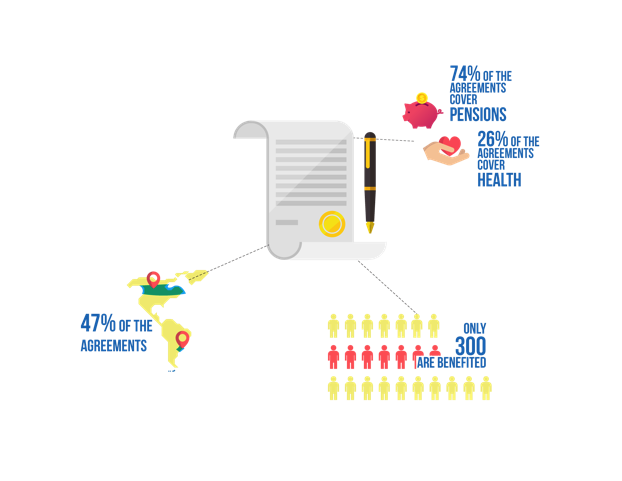 74% OF THE
AGREEMENTS
COVER
PENSIONS
26% OF THE
AGREEMENTS
COVER
HEALTH
47% OF THE
AGREEMENTS
ONLY
300
ARE BENEFITED